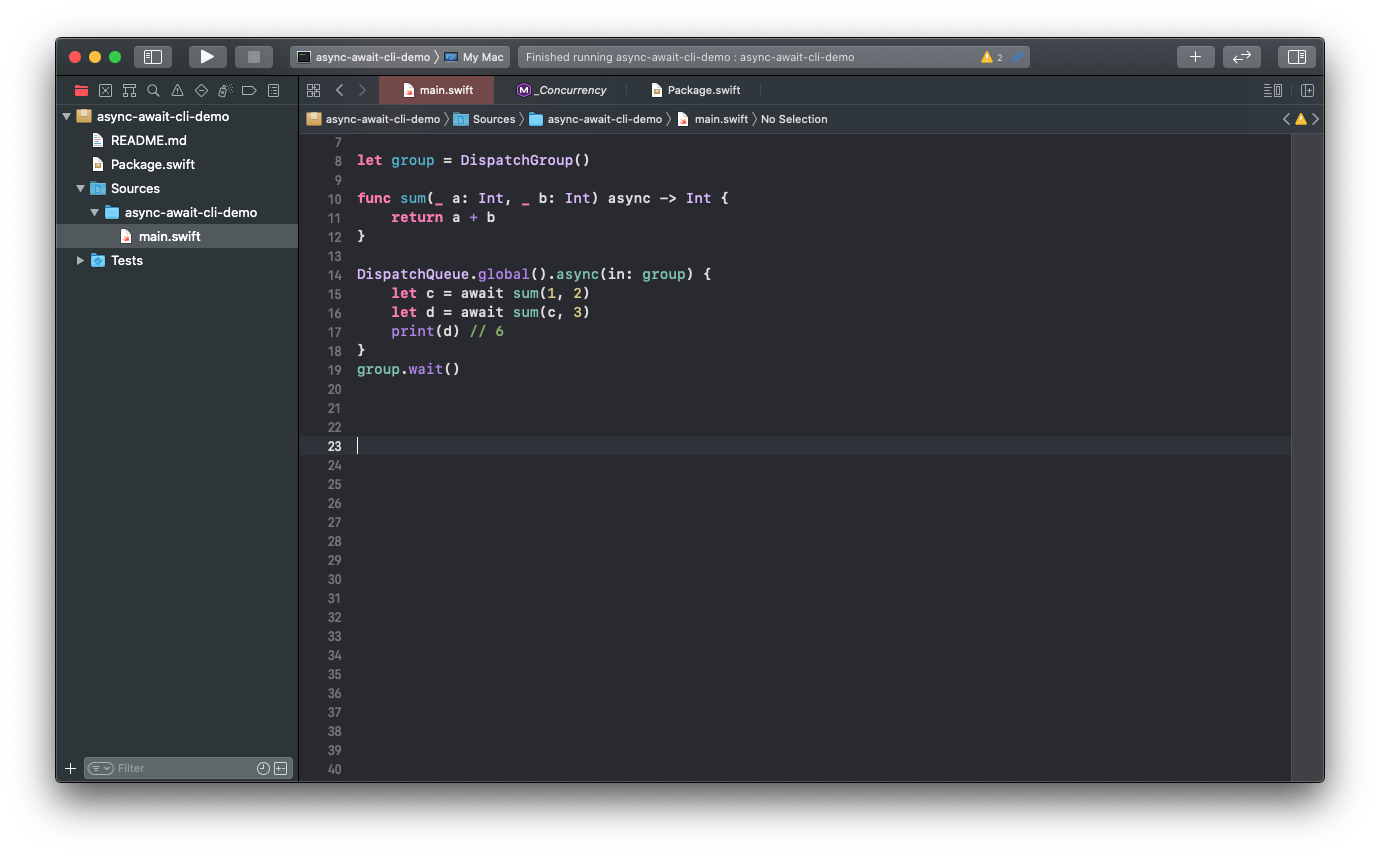 async-await-cli-demo My Mac Finished running async-await-cli-demo : async-await-cli-demo 2
main.swift M _Concurrency Package.swift
async-await-cli-demo Sources async-await-cli-demo main.swift No Selection
async-await-cli-demo
README.md
Package.swift
Sources
async-await-cli-demo
main.swift
Tests
Filter
7
8 let group = DispatchGroup()
9
10 func sum(_ a: Int, _ b: Int) async -> Int {
11 return a + b
12 }
13
14 DispatchQueue.global().async(in: group) {
15 let c = await sum(1, 2)
16 let d = await sum(c, 3)
17 print(d) // 6
18 }
19 group.wait()
20
21
22
23
24
25
26
27
28
29
30
31
32
33
34
35
36
37
38
39
40